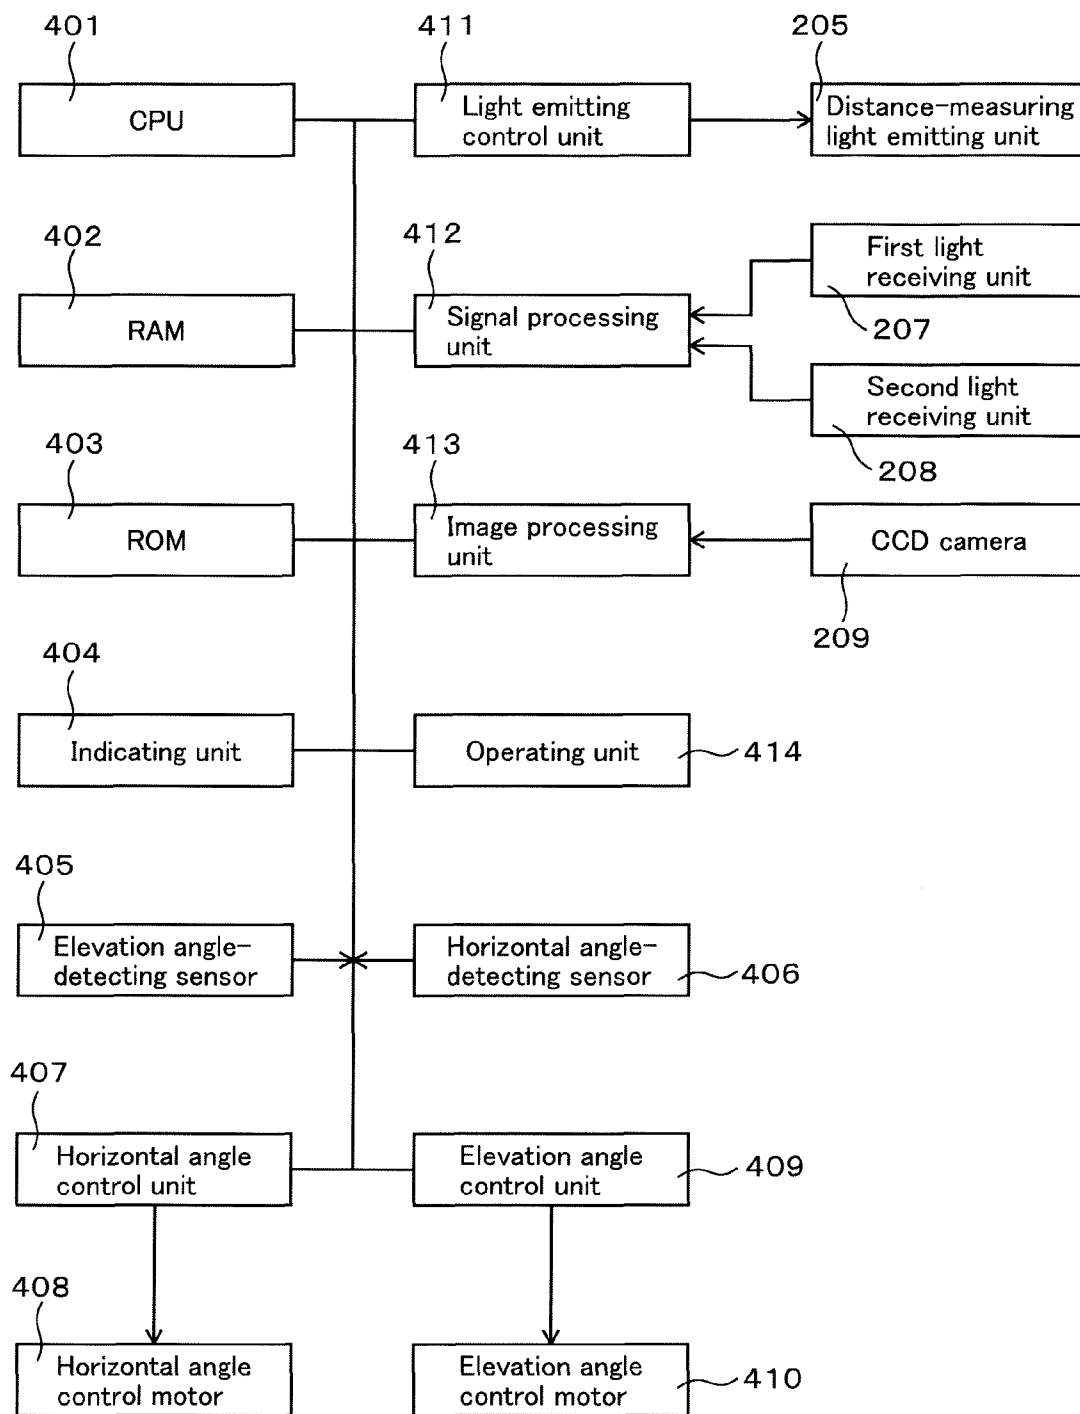 401
411
205
CPU
Light emitting
control unit
Distance-measuring
light emitting unit
402
412
First light
receiving unit
RAM
Signal processing
unit
207
Second light
receiving unit
403
413
208
ROM
Image processing
unit
CCD camera
209
404
Indicating unit
Operating unit
414
405
Elevation angle-
detecting sensor
Horizontal angle-
detecting sensor
406
407
Horizontal angle
control unit
Elevation angle
control unit
409
408
Horizontal angle
control motor
Elevation angle
control motor
410